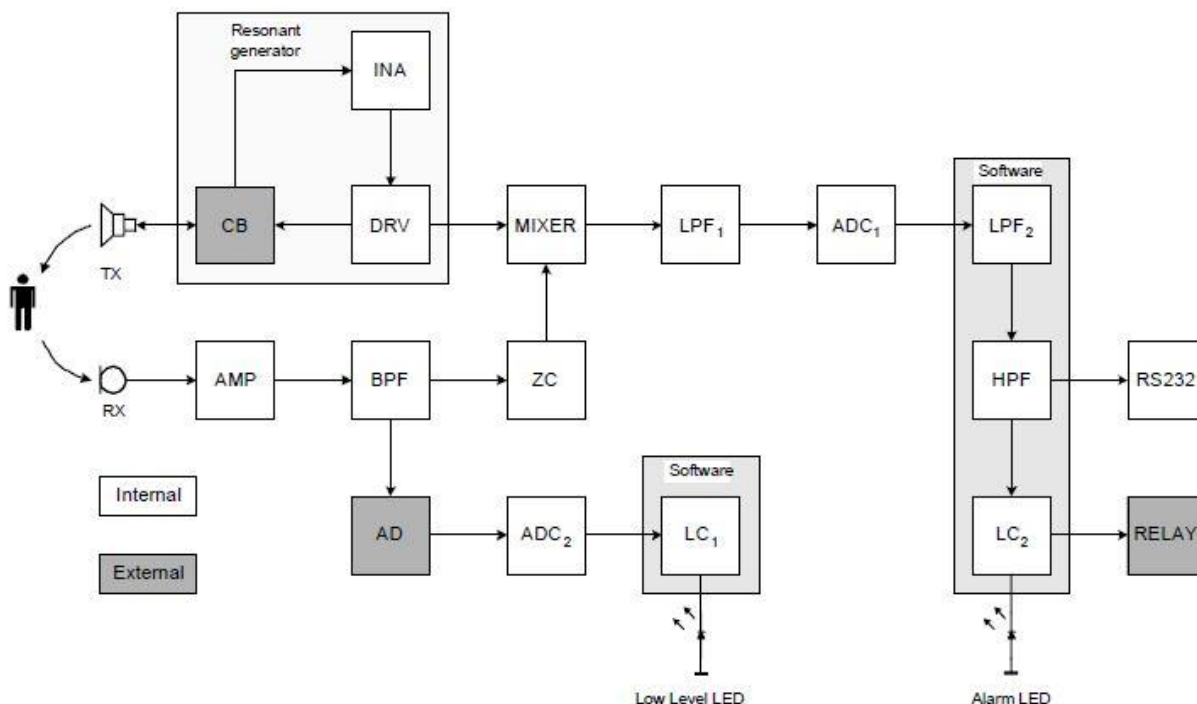 Resonant
generator
INA
Software
CB
DRV
MIXER
LPF₁
ADC₁
LPF₂
TX
AMP
BPF
ZC
HPF
RS232
RX
Internal
Software
AD
ADC₂
LC₁
LC₂
RELAY
External
Low Level LED
Alarm LED